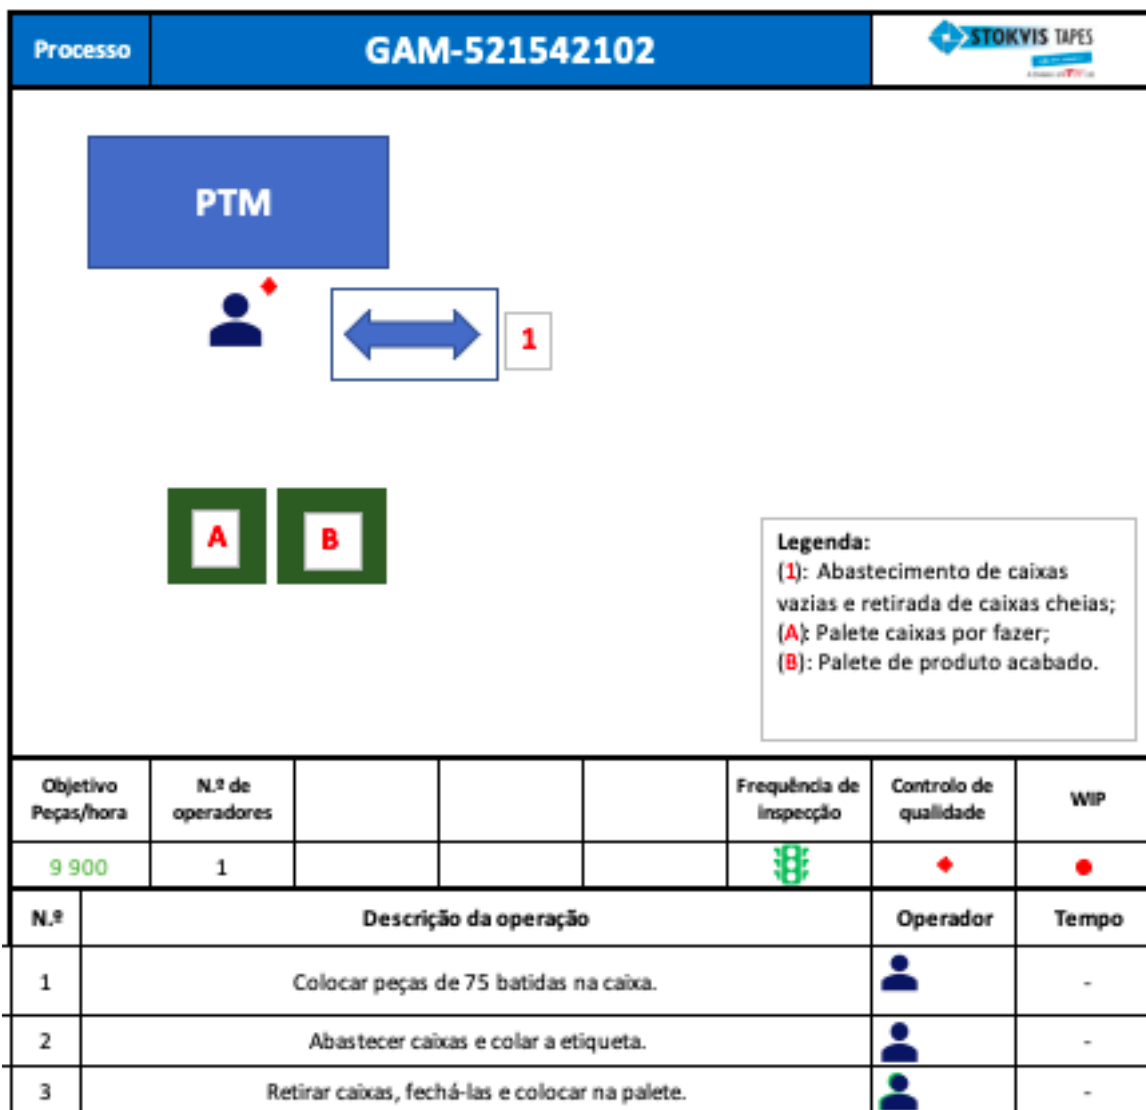 Processo
GAM-521542102
STOKVIS TAPES
PTM
1
A
B
Legenda:
(1): Abastecimento de caixas
vazias e retirada de caixas cheias;
(A): Palete caixas por fazer;
(B): Palete de produto acabado.
Objetivo
Peças/hora
N.º de
operadores
Frequência de
inspecção
Controlo de
qualidade
WIP
9 900
1
N.º
Descrição da operação
Operador
Tempo
1
Colocar peças de 75 batidas na caixa.
-
2
Abastecer caixas e colar a etiqueta.
-
3
Retirar caixas, fechá-las e colocar na palete.
-